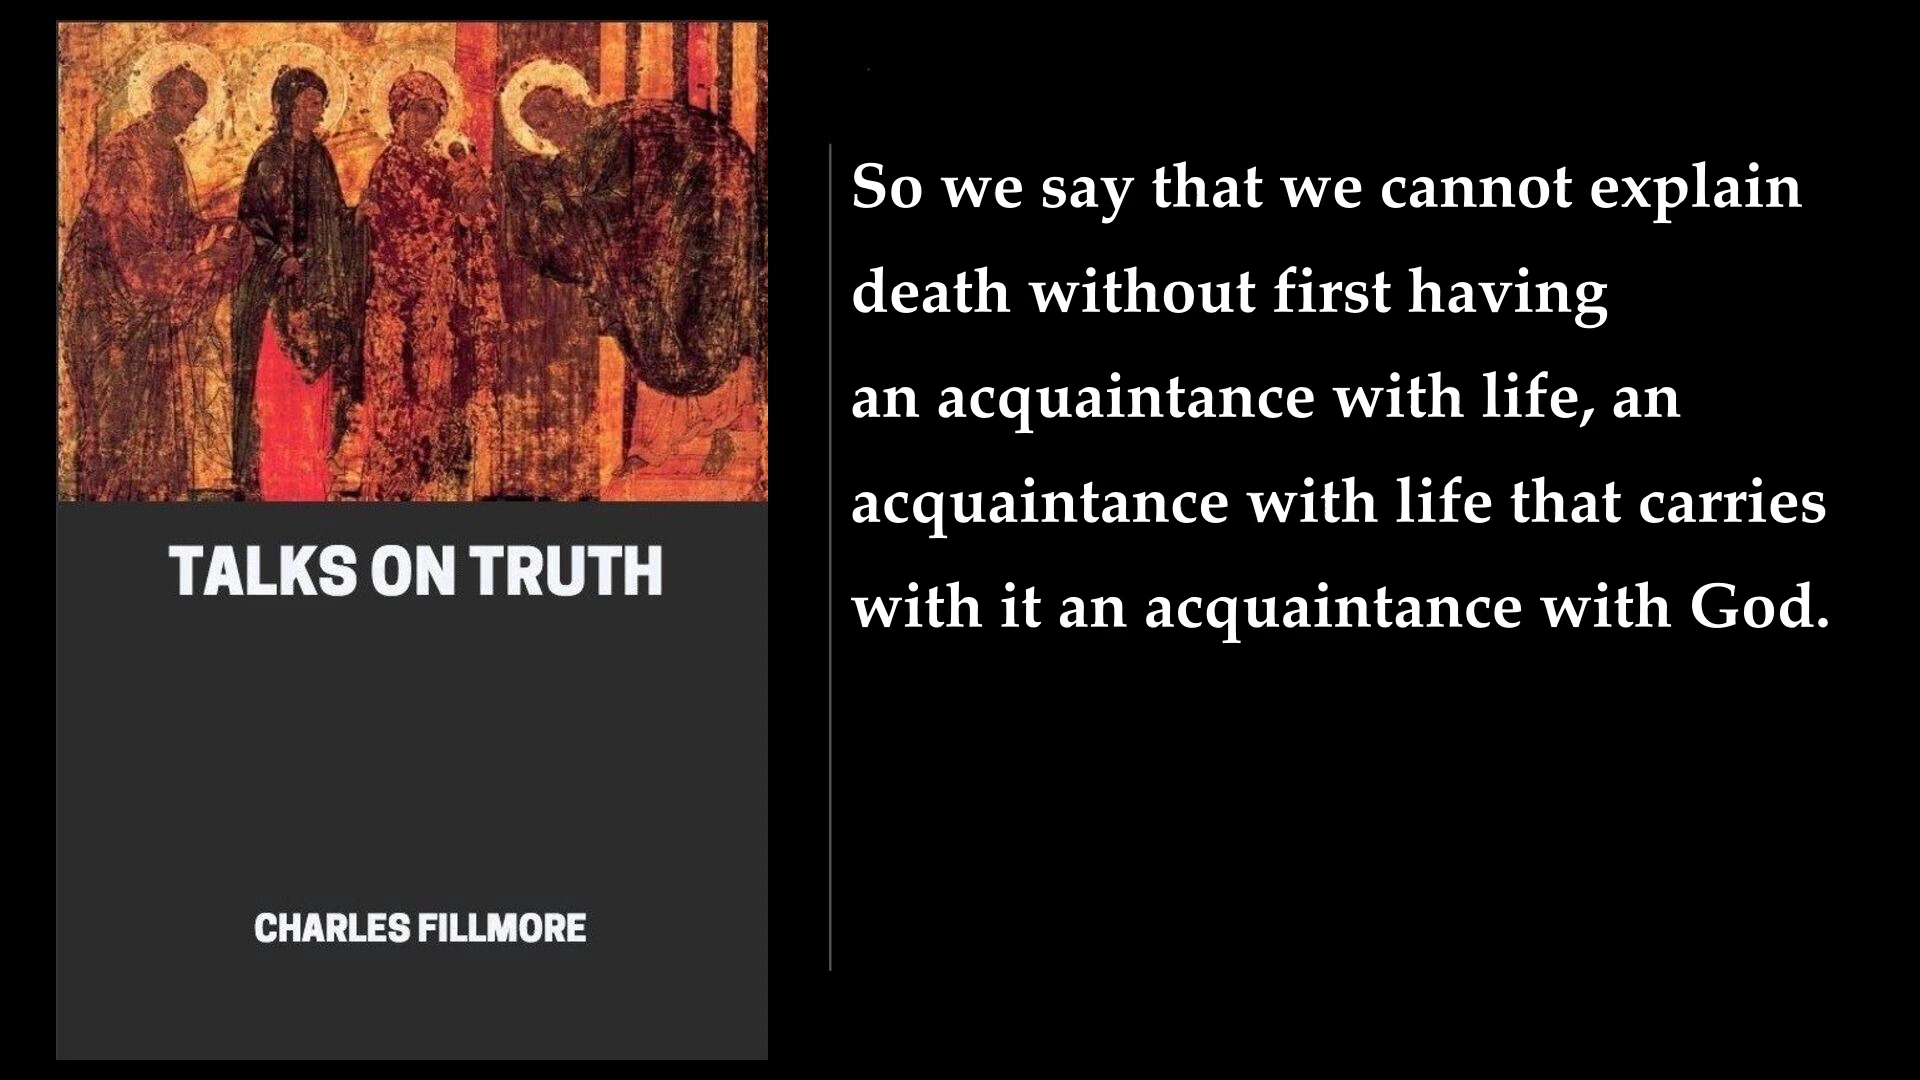 TALKS ON TRUTH
CHARLES FILLMORE
So we say that we cannot explain
death without first having
an acquaintance with life, an
acquaintance with life that carries
with it an acquaintance with God.